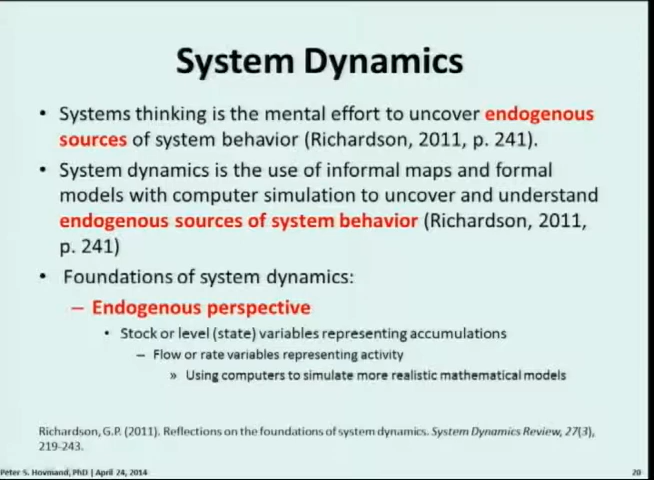 System Dynamics
• Systems thinking is the mental effort to uncover endogenous
sources of system behavior (Richardson, 2011, p. 241).
• System dynamics is the use of informal maps and formal
models with computer simulation to uncover and understand
endogenous sources of system behavior (Richardson, 2011,
p. 241)
• Foundations of system dynamics:
– Endogenous perspective
• Stock or level (state) variables representing accumulations
– Flow or rate variables representing activity
» Using computers to simulate more realistic mathematical models
Richardson, G.P. (2011). Reflections on the foundations of system dynamics. System Dynamics Review, 27(3),
219-243.
Peter S. Hovmand, PhD | April 24, 2014 20